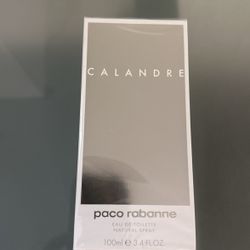 CALANDRE
paco rabanne
EAU DE TOILETTE
NATURAL SPRAY
100ml e 3.4 FL.OZ.